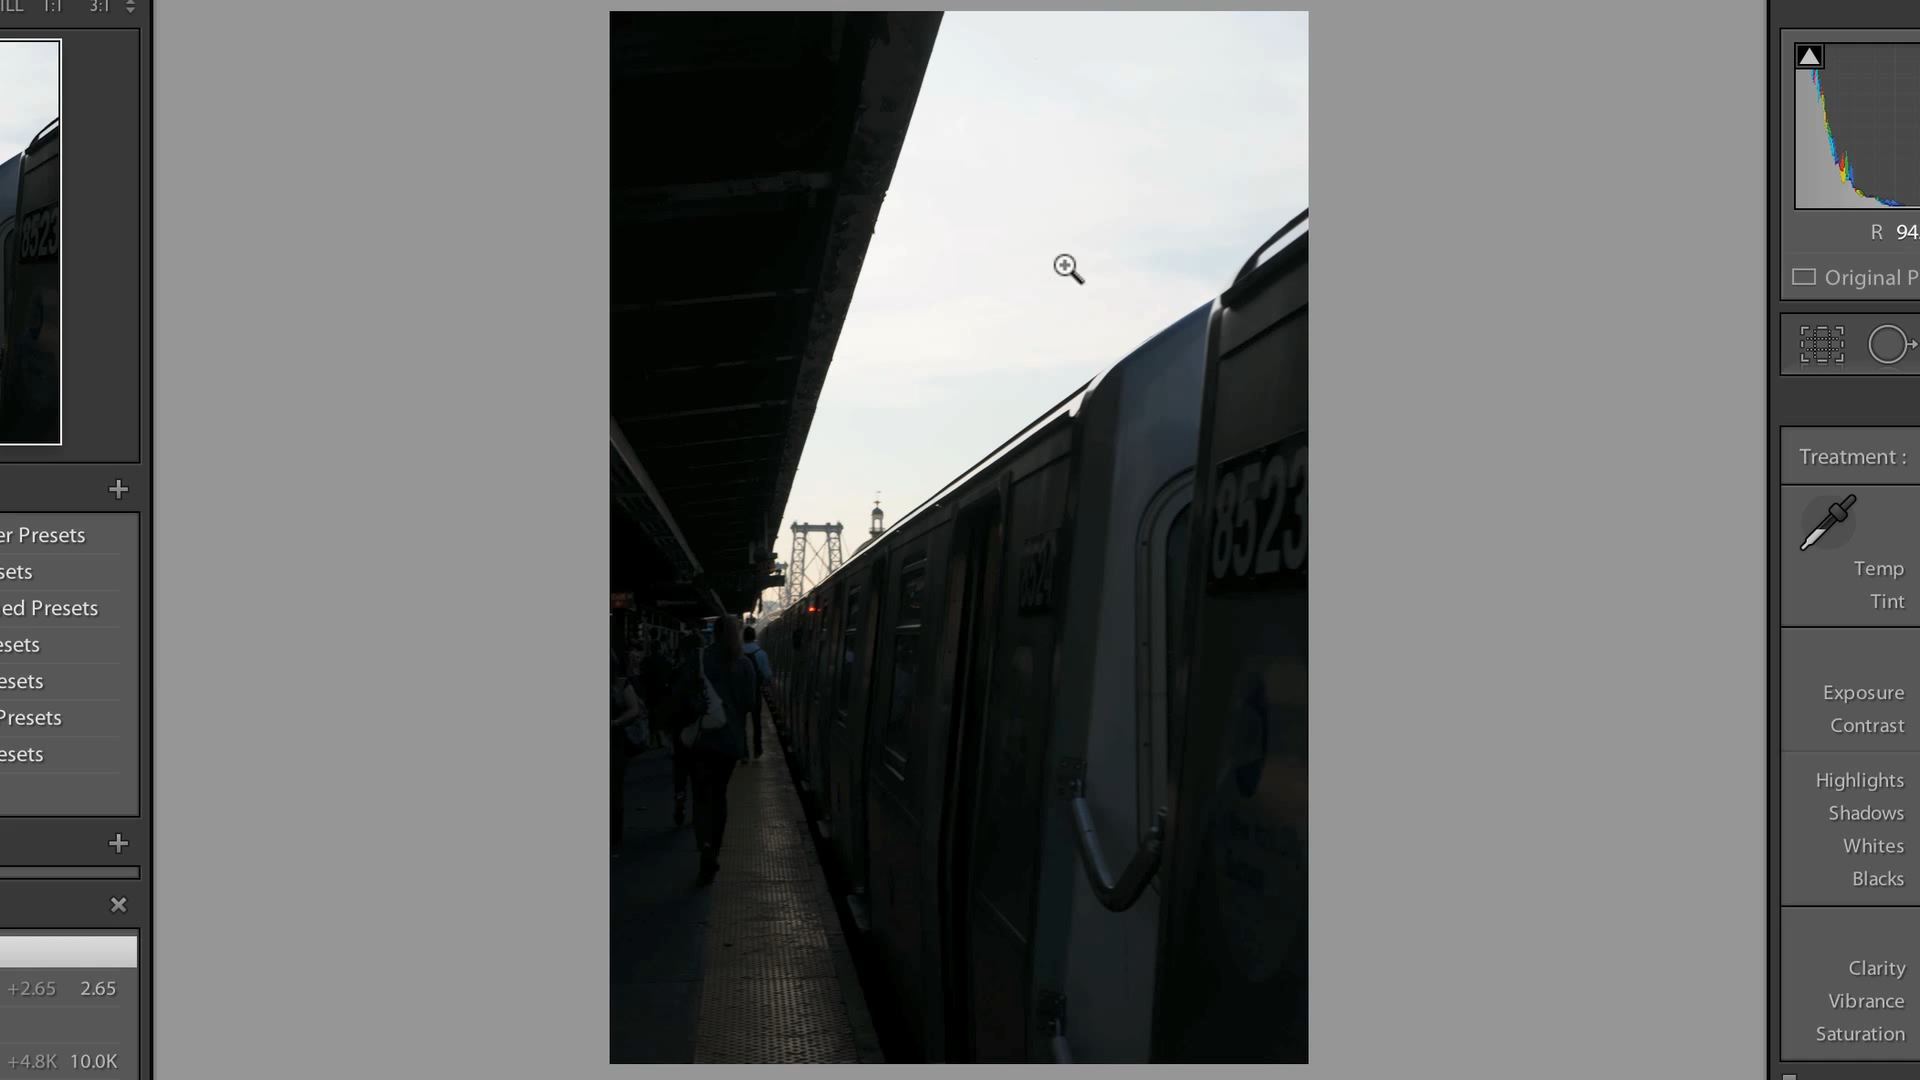 ILL 1:1 3:1
er Presets
sets
ed Presets
esets
esets
Presets
esets
+2.65 2.65
+4.8K 10.0K
8523
8523
R 94.
Original P
Treatment :
Temp
Tint
Exposure
Contrast
Highlights
Shadows
Whites
Blacks
Clarity
Vibrance
Saturation